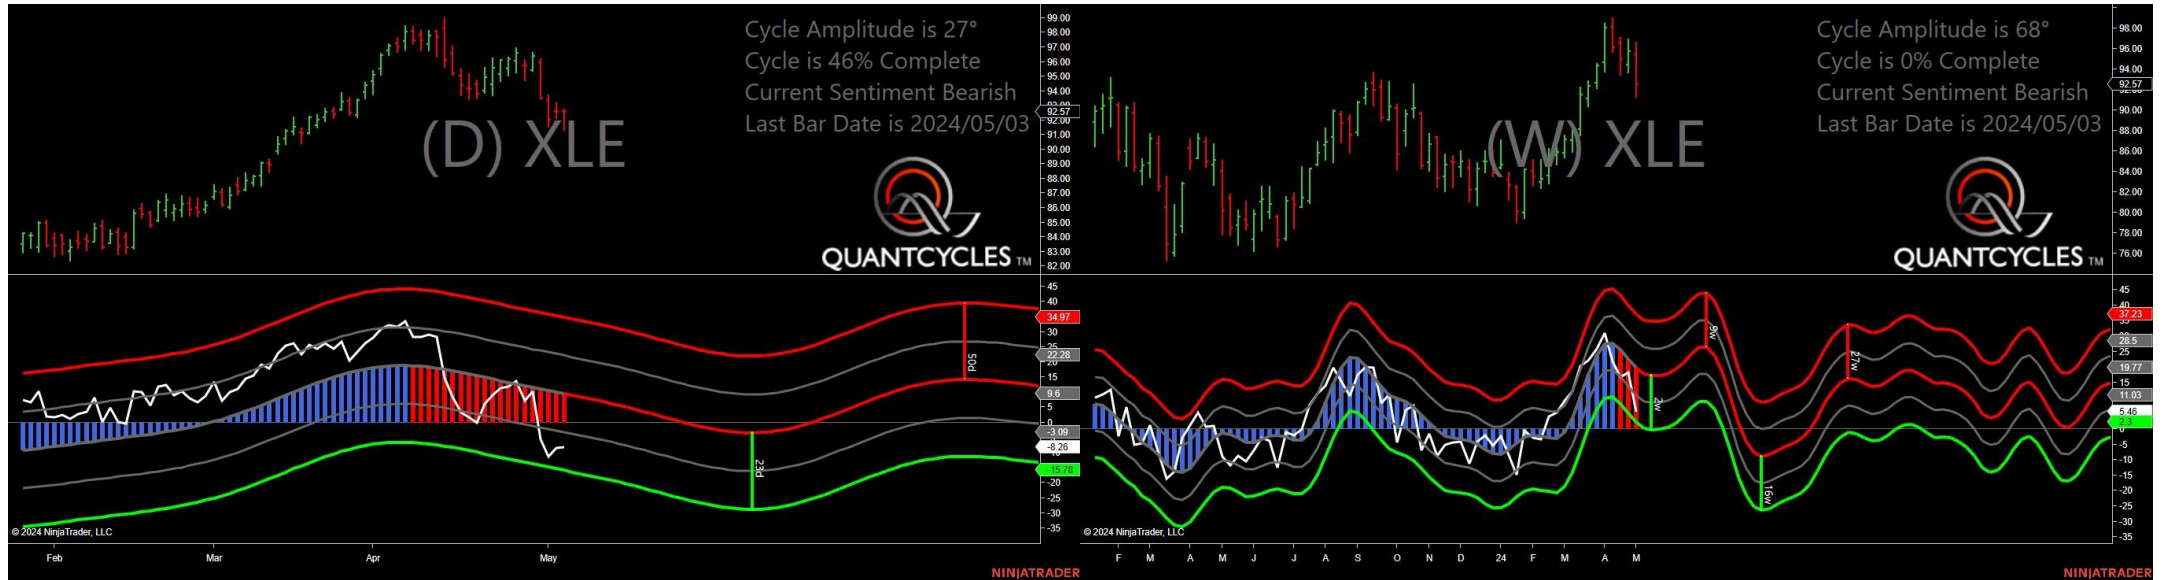 Cycle Amplitude is 27°
Cycle is 46% Complete
Current Sentiment Bearish
Last Bar Date is 2024/05/03
(D) XLE
QUANTCYCLES TM
99.00
98.00
97.00
96.00
95.00
94.00
92.57
92.00
91.00
90.00
89.00
88.00
87.00
86.00
85.00
84.00
83.00
82.00
45
40
34.97
30
25
22.28
20
15
9.6
5
0
-3.09
-8.26
-15.78
-20
-25
-30
-35
50d
23d
© 2024 NinjaTrader, LLC
Feb Mar Apr May
NINJATRADER
Cycle Amplitude is 68°
Cycle is 0% Complete
Current Sentiment Bearish
Last Bar Date is 2024/05/03
(W) XLE
QUANTCYCLES TM
98.00
96.00
94.00
92.57
90.00
88.00
86.00
84.00
82.00
80.00
78.00
76.00
45
40
37.23
28.5
25
19.77
15
11.03
5.46
2.3
-5
-10
-15
-20
-25
-30
-35
2w
9w
16w
27w
© 2024 NinjaTrader, LLC
F M A M J J A S O N D 24 F M A M
NINJATRADER